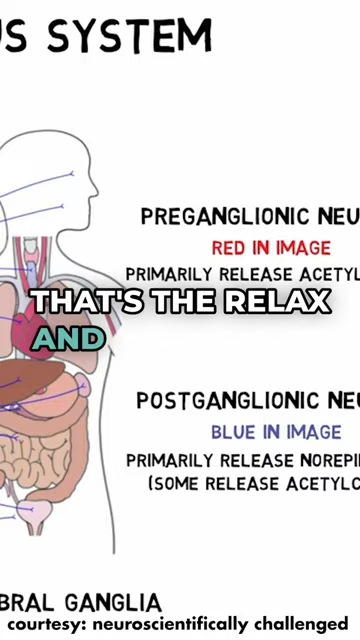 US SYSTEM
PREGANGLIONIC NEU
RED IN IMAGE
PRIMARILY RELEASE ACETYL
THAT'S THE RELAX
AND
POSTGANGLIONIC NEU
BLUE IN IMAGE
PRIMARILY RELEASE NOREPI
(SOME RELEASE ACETYLC
BRAL GANGLIA
courtesy: neuroscientifically challenged